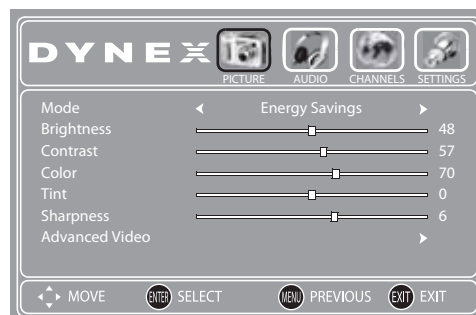 DYNEX
PICTURE AUDIO CHANNELS SETTINGS
Mode Energy Savings
Brightness 48
Contrast 57
Color 70
Tint 0
Sharpness 6
Advanced Video
MOVE ENTER SELECT MENU PREVIOUS EXIT EXIT